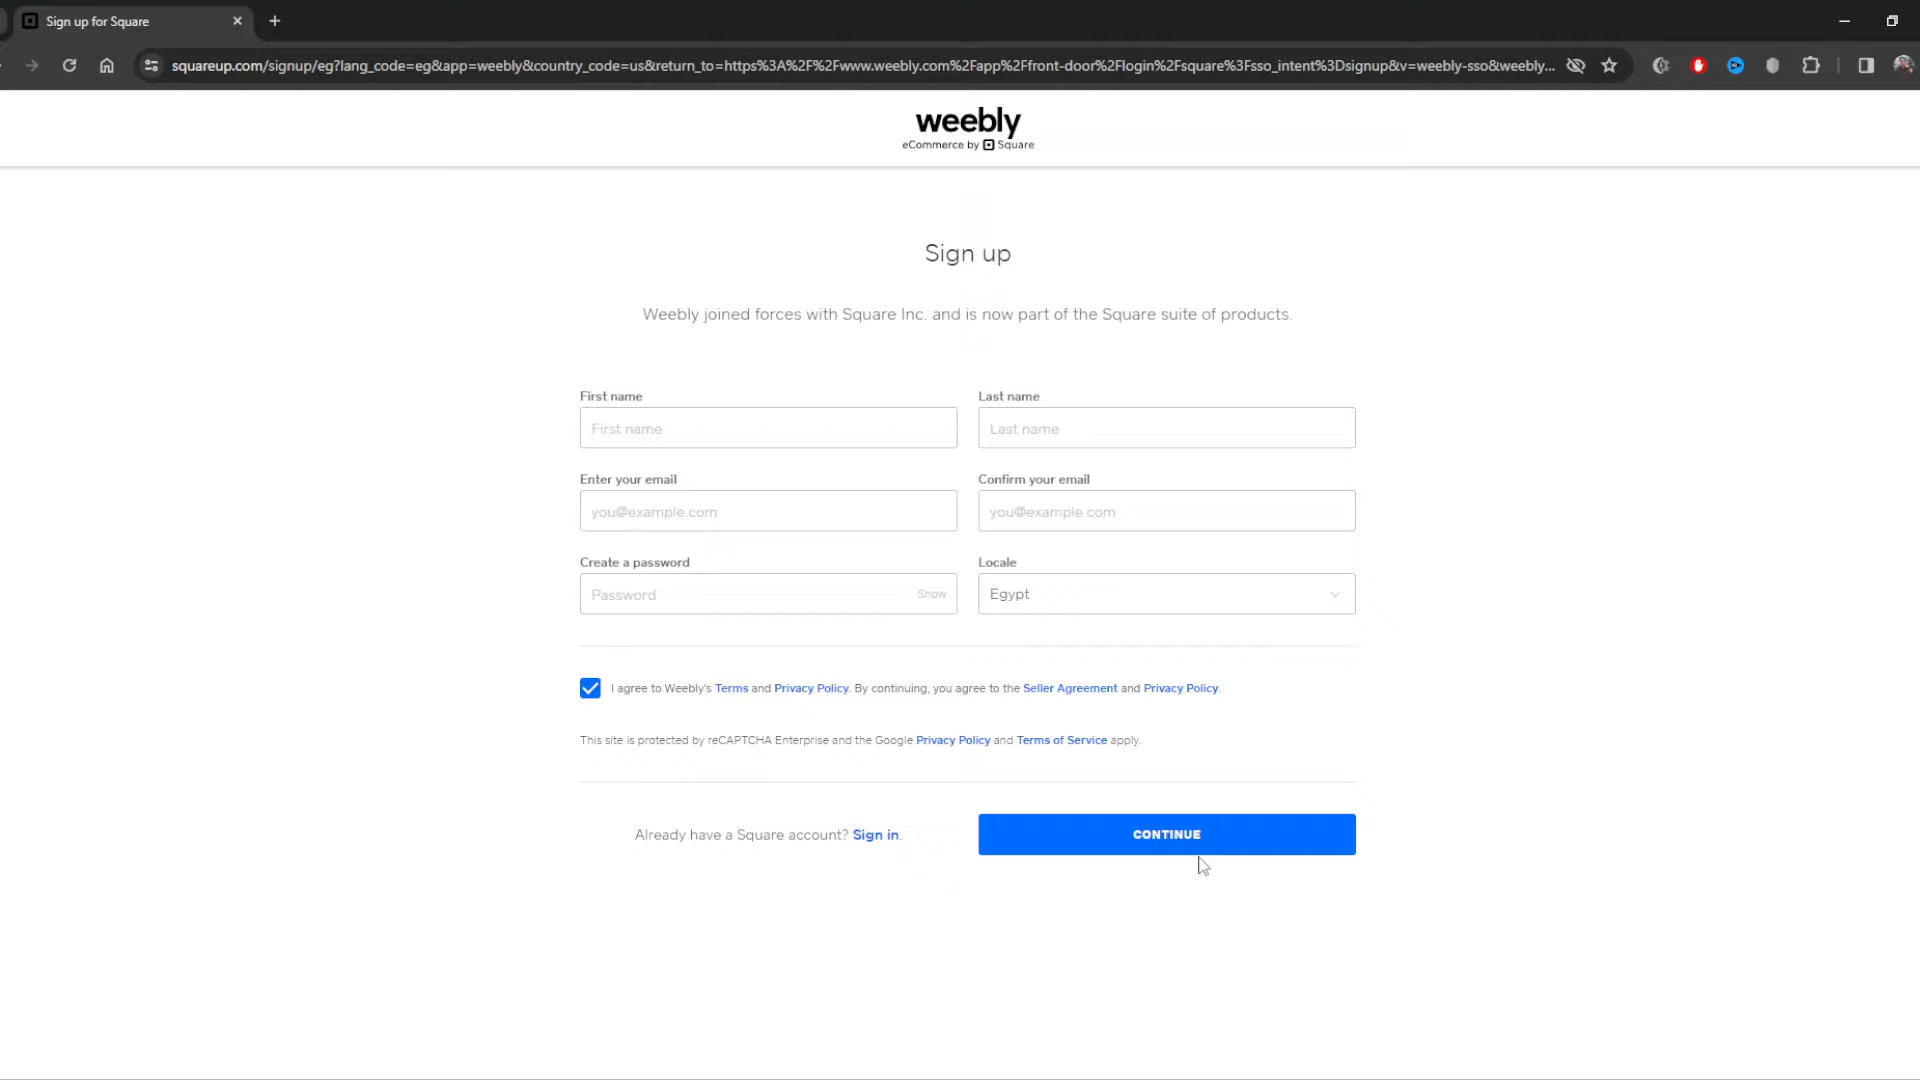 Sign up for Square
squareup.com/signup/eg?lang_code=eg&app=weebly&country_code=us&return_to=https%3A%2F%2Fwww.weebly.com%2Fapp%2Ffront-door%2Flogin%2Fsquare%3Fsso_intent%3Dsignup&v=weebly-sso&weebly...
weebly
eCommerce by Square
Sign up
Weebly joined forces with Square Inc. and is now part of the Square suite of products.
First name Last name
First name Last name
Enter your email Confirm your email
you@example.com you@example.com
Create a password Locale
Password Show Egypt
I agree to Weebly's Terms and Privacy Policy. By continuing, you agree to the Seller Agreement and Privacy Policy.
This site is protected by reCAPTCHA Enterprise and the Google Privacy Policy and Terms of Service apply.
Already have a Square account? Sign in. CONTINUE